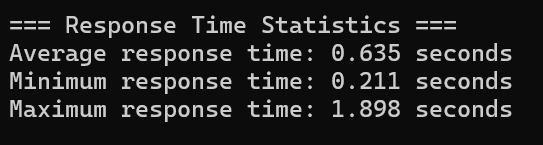 === Response Time Statistics ===
Average response time: 0.635 seconds
Minimum response time: 0.211 seconds
Maximum response time: 1.898 seconds